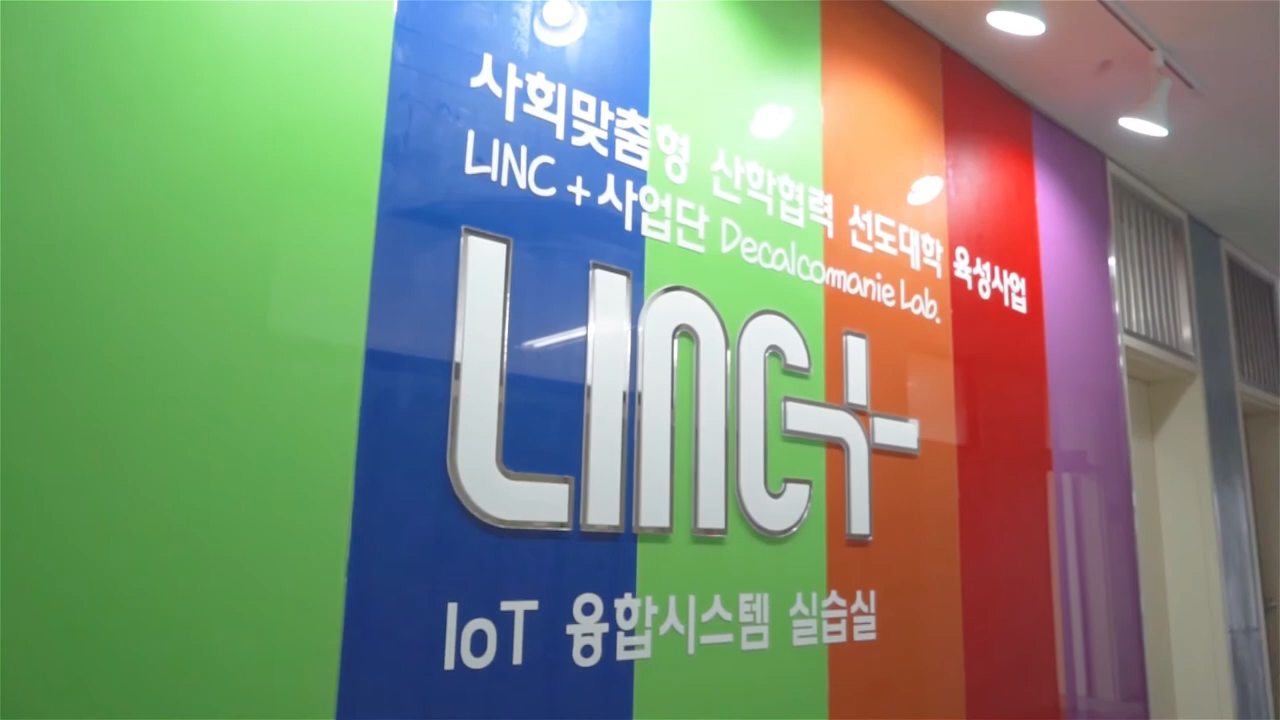 사회맞춤형 산학협력 선도대학 육성사업
LINC + 사업단 Decalcomanie Lab.
LINC+
IoT 융합시스템 실습실